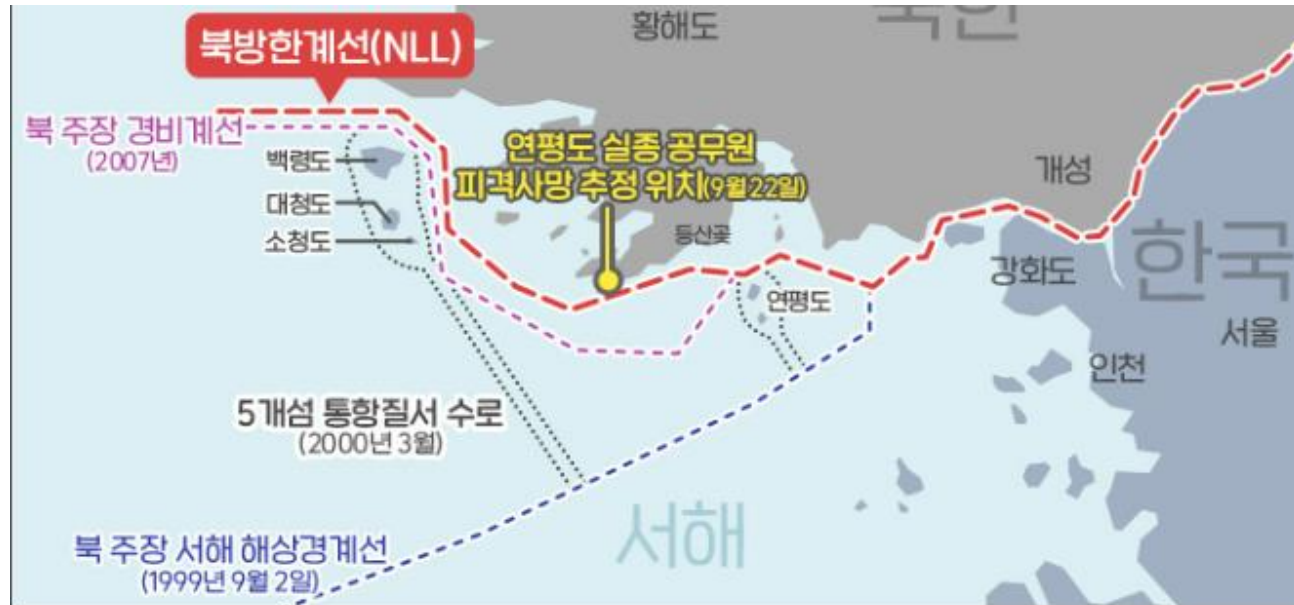 황해도
북한
북방한계선(NLL)
북 주장 경비계선
(2007년)
백령도
대청도
소청도
연평도 실종 공무원
피격사망 추정 위치(9월22일)
등산곶
개성
한국
강화도
연평도
서울
인천
5개섬 통항질서 수로
(2000년 3월)
서해
북 주장 서해 해상경계선
(1999년 9월 2일)